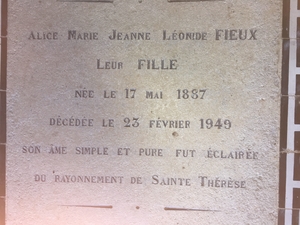 ALICE MARIE JEANNE LÉONIDE FIEUX
LEUR FILLE
NÉE LE 17 MAI 1887
DÉCÉDÉE LE 23 FÉVRIER 1949
SON ÂME SIMPLE ET PURE FUT ÉCLAIRÉE
DU RAYONNEMENT DE SAINTE THÉRÈSE